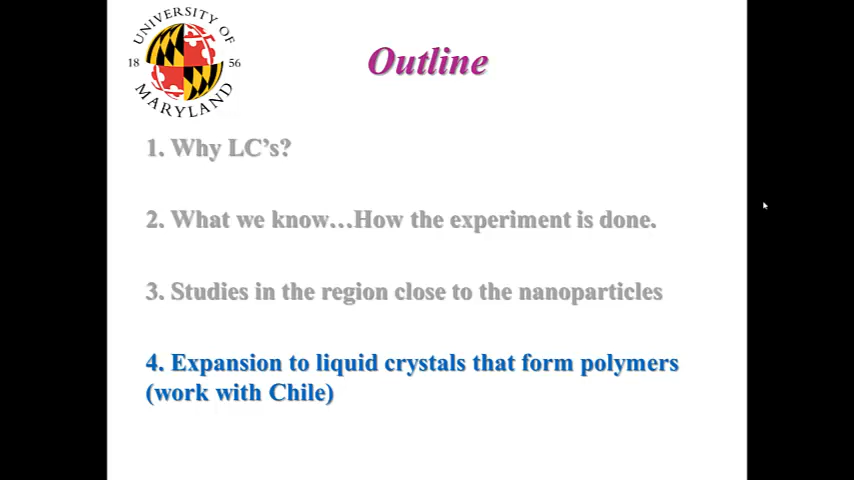 UNIVERSITY OF
18 56
MARYLAND
Outline
1. Why LC's?
2. What we know…How the experiment is done.
3. Studies in the region close to the nanoparticles
4. Expansion to liquid crystals that form polymers
(work with Chile)